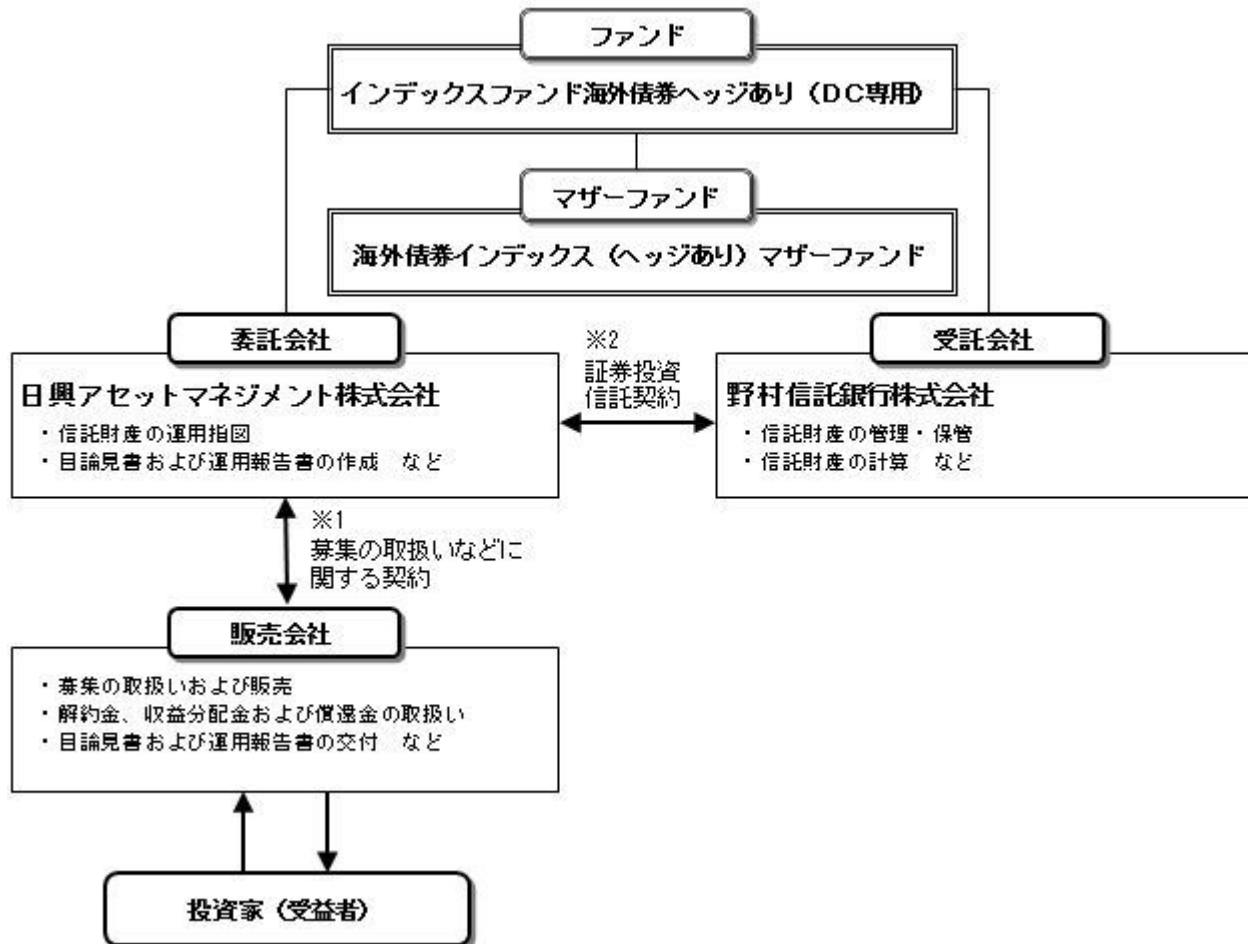 ファンド
インデックスファンド海外債券ヘッジあり(DC専用)
マザーファンド
海外債券インデックス(ヘッジあり)マザーファンド
委託会社
日興アセットマネジメント株式会社
・信託財産の運用指図
・目論見書および運用報告書の作成 など
※2
証券投資
信託契約
受託会社
野村信託銀行株式会社
・信託財産の管理・保管
・信託財産の計算 など
※1
募集の取扱いなどに
関する契約
販売会社
・募集の取扱いおよび販売
・解約金、収益分配金および償還金の取扱い
・目論見書および運用報告書の交付 など
投資家(受益者)